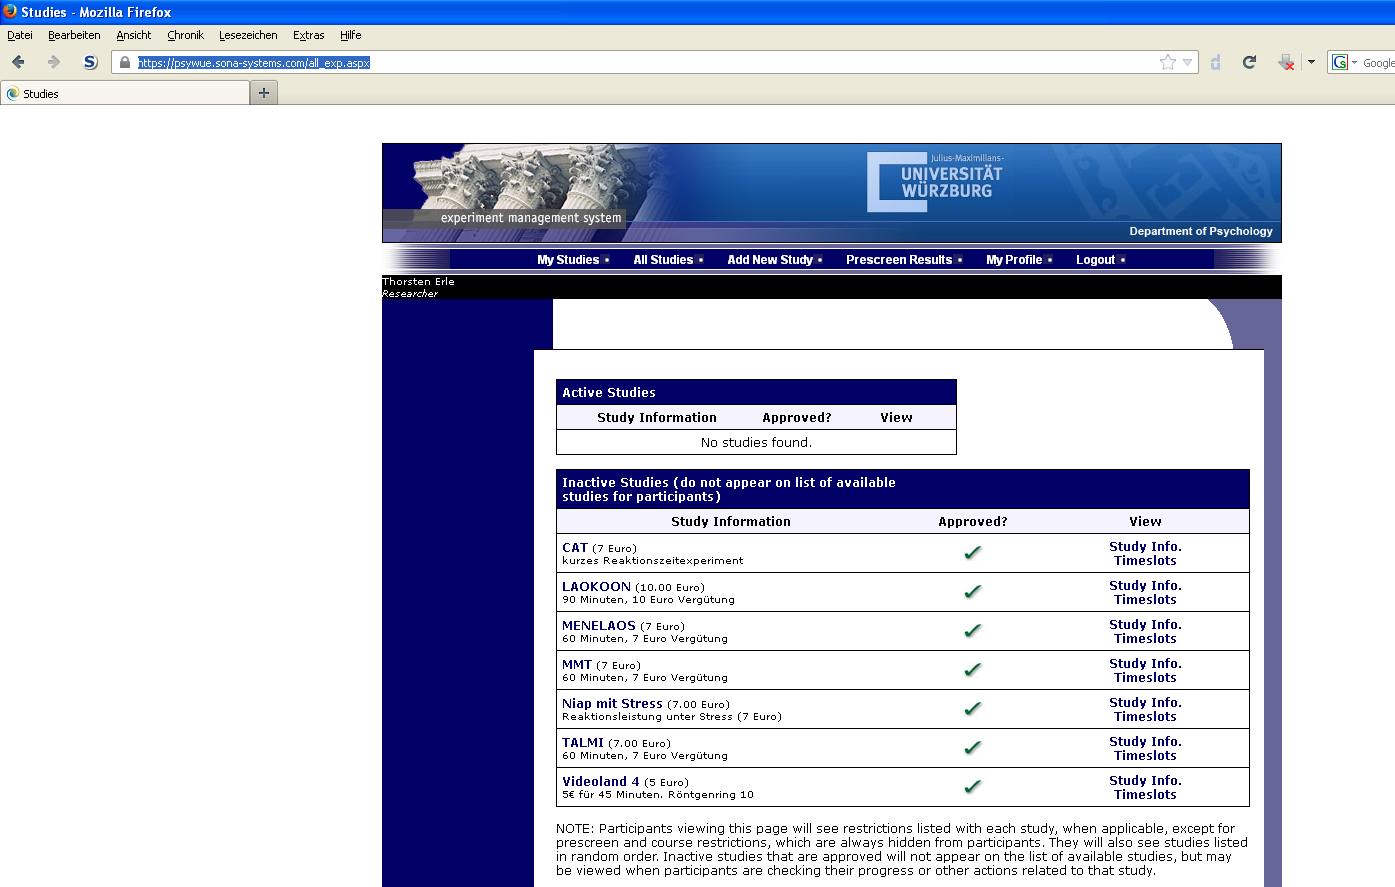 Studies - Mozilla Firefox
Datei Bearbeiten Ansicht Chronik Lesezeichen Extras Hilfe
S https://psywue.sona-systems.com/all_exp.aspx d Google
Studies
Julius-Maximilians-
UNIVERSITÄT
WÜRZBURG
experiment management system
Department of Psychology
My Studies All Studies Add New Study Prescreen Results My Profile Logout
Thorsten Erle
Researcher
Active Studies
Study Information Approved? View
No studies found.
Inactive Studies (do not appear on list of available
studies for participants)
Study Information Approved? View
CAT (7 Euro) Study Info.
kurzes Reaktionszeitexperiment Timeslots
LAOKOON (10.00 Euro) Study Info.
90 Minuten, 10 Euro Vergütung Timeslots
MENELAOS (7 Euro) Study Info.
60 Minuten, 7 Euro Vergütung Timeslots
MMT (7 Euro) Study Info.
60 Minuten, 7 Euro Vergütung Timeslots
Niap mit Stress (7.00 Euro) Study Info.
Reaktionsleistung unter Stress (7 Euro) Timeslots
TALMI (7.00 Euro) Study Info.
60 Minuten, 7 Euro Vergütung Timeslots
Videoland 4 (5 Euro) Study Info.
5€ für 45 Minuten. Röntgenring 10 Timeslots
NOTE: Participants viewing this page will see restrictions listed with each study, when applicable, except for
prescreen and course restrictions, which are always hidden from participants. They will also see studies listed
in random order. Inactive studies that are approved will not appear on the list of available studies, but may
be viewed when participants are checking their progress or other actions related to that study.